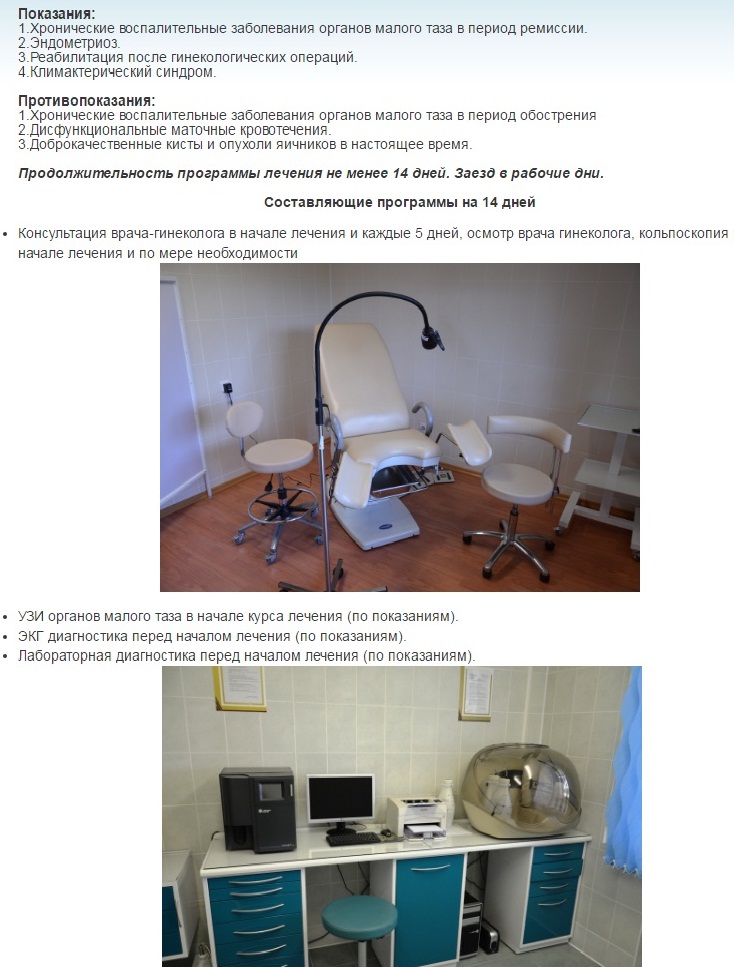 Показания:
1.Хронические воспалительные заболевания органов малого таза в период ремиссии.
2.Эндометриоз.
3.Реабилитация после гинекологических операций.
4.Климактерический синдром.
Противопоказания:
1.Хронические воспалительные заболевания органов малого таза в период обострения
2.Дисфункциональные маточные кровотечения.
3.Доброкачественные кисты и опухоли яичников в настоящее время.
Продолжительность программы лечения не менее 14 дней. Заезд в рабочие дни.
Составляющие программы на 14 дней
• Консультация врача-гинеколога в начале лечения и каждые 5 дней, осмотр врача гинеколога, кольпоскопия
начале лечения и по мере необходимости
• УЗИ органов малого таза в начале курса лечения (по показаниям).
• ЭКГ диагностика перед началом лечения (по показаниям).
• Лабораторная диагностика перед началом лечения (по показаниям).